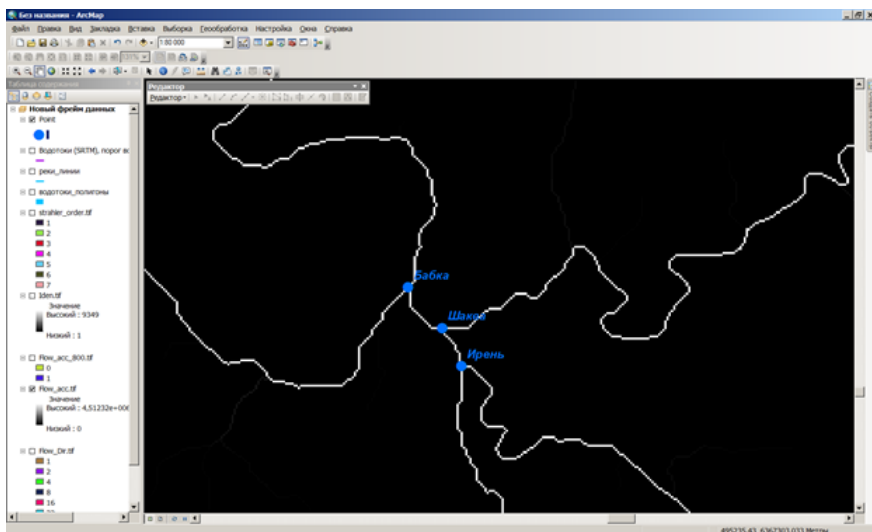 Без названия - ArcMap
Файл Правка Вид Закладка Вставка Выборка Геообработка Настройка Окна Справка
1:80 000
Таблица содержания
Редактор
Редактор
Новый фрейм данных
Point
Водотоки (SRTM), порог во
реки_линии
водотоки_полигоны
strahler_order.tif
1
2
3
4
5
6
7
Iden.tif
Значение
Высокий : 9349
Низкий : 1
Flow_acc_800.tif
0
1
Flow_acc.tif
Значение
Высокий : 4,51232e+006
Низкий : 0
Flow_Dir.tif
1
2
4
8
16
Бабка
Шаква
Ирень
495235,43 6367303,033 Метры